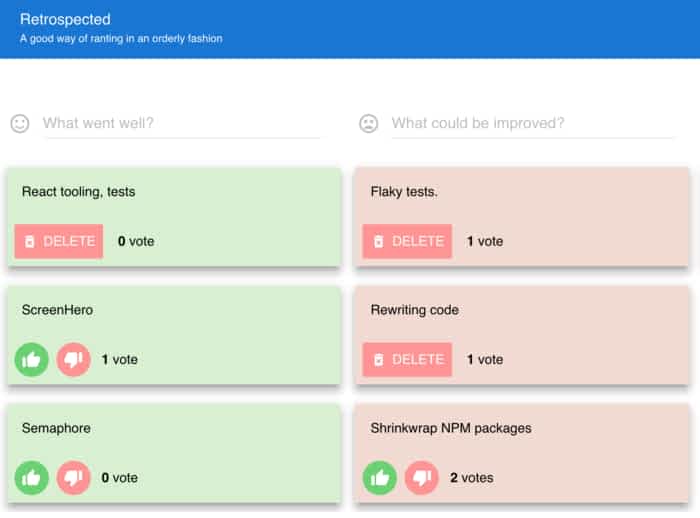 Retrospected
A good way of ranting in an orderly fashion
What went well?
What could be improved?
React tooling, tests
DELETE 0 vote
Flaky tests.
DELETE 1 vote
ScreenHero
1 vote
Rewriting code
DELETE 1 vote
Semaphore
0 vote
Shrinkwrap NPM packages
2 votes